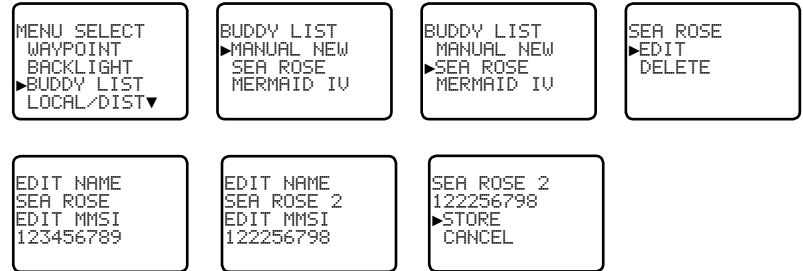 MENU SELECT
WAYPOINT
BACKLIGHT
►BUDDY LIST
LOCAL/DIST▼
BUDDY LIST
►MANUAL NEW
SEA ROSE
MERMAID IV
BUDDY LIST
MANUAL NEW
►SEA ROSE
MERMAID IV
SEA ROSE
►EDIT
DELETE
EDIT NAME
SEA ROSE
EDIT MMSI
123456789
EDIT NAME
SEA ROSE 2
EDIT MMSI
122256798
SEA ROSE 2
122256798
►STORE
CANCEL